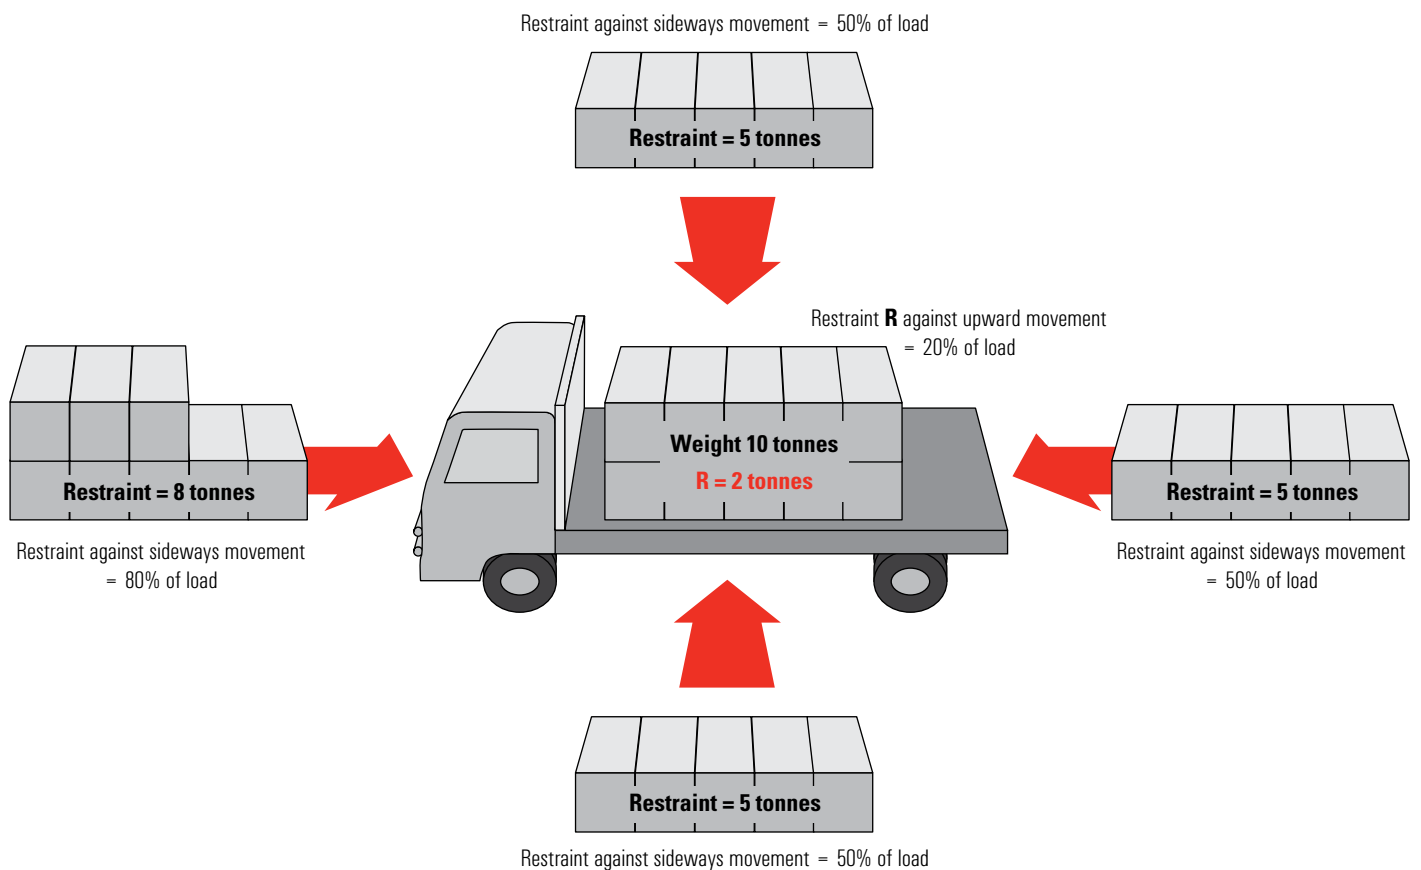 Restraint against sideways movement = 50% of load
Restraint = 5 tonnes
Restraint R against upward movement
= 20% of load
Weight 10 tonnes
R = 2 tonnes
Restraint = 8 tonnes
Restraint against sideways movement
= 80% of load
Restraint = 5 tonnes
Restraint against sideways movement
= 50% of load
Restraint = 5 tonnes
Restraint against sideways movement = 50% of load